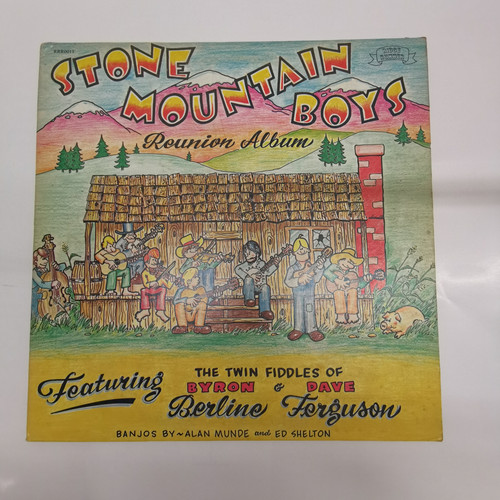 STONE
MOUNTAIN
BOYS
Reunion Album
Featuring
THE TWIN FIDDLES OF
BYRON & DAVE
Berline Ferguson
BANJOS BY ~ ALAN MUNDE and ED SHELTON